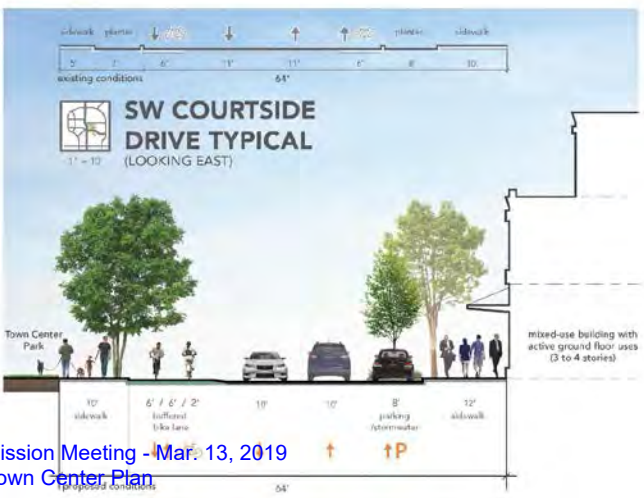 sidewalk planter planter sidewalk
5' 7' 6' 11' 11' 6' 8' 10'
existing conditions 64'
SW COURTSIDE
DRIVE TYPICAL
(LOOKING EAST)
1" = 10'
Town Center
Park
mixed-use building with
active ground floor uses
(3 to 4 stories)
10' 6' / 6' / 2' 10' 10' 8' 12'
sidewalk buffered parking sidewalk
bike lane /stormwater
P
ission Meeting - Mar. 13, 2019
own Center Plan
proposed conditions 64'